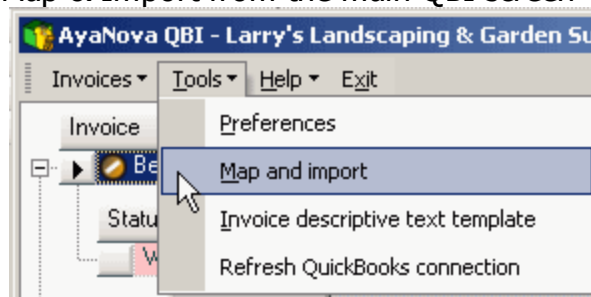 AyaNova QBI - Larry's Landscaping & Garden Su
Invoices Tools Help Exit
Invoice
Preferences
Be
Map and import
Statu
Invoice descriptive text template
W
Refresh QuickBooks connection